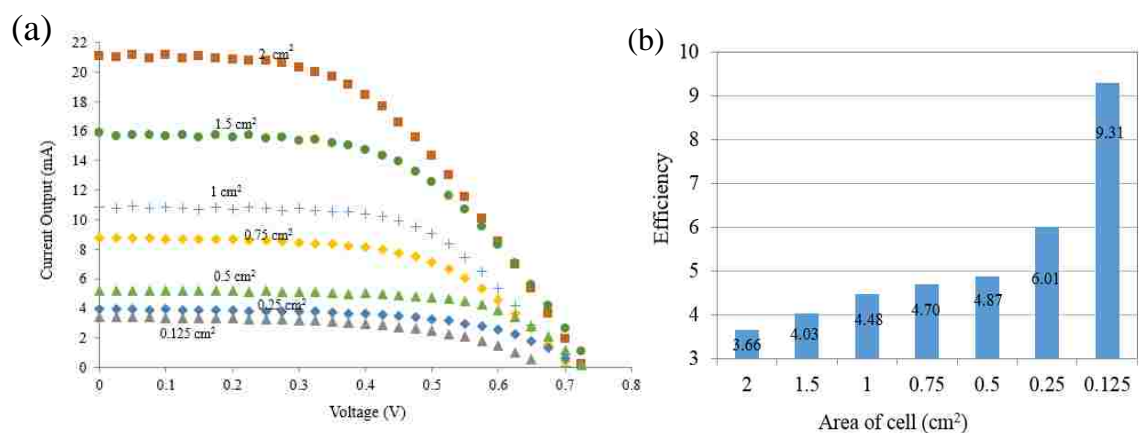 (a)
22
20
18
16
14
12
10
8
6
4
2
0
Current Output (mA)
2 cm²
1.5 cm²
1 cm²
0.75 cm²
0.5 cm²
0.25 cm²
0.125 cm²
0 0.1 0.2 0.3 0.4 0.5 0.6 0.7 0.8
Voltage (V)
(b)
10
9
8
7
6
5
4
3
Efficiency
3.66 4.03 4.48 4.70 4.87 6.01 9.31
2 1.5 1 0.75 0.5 0.25 0.125
Area of cell (cm²)